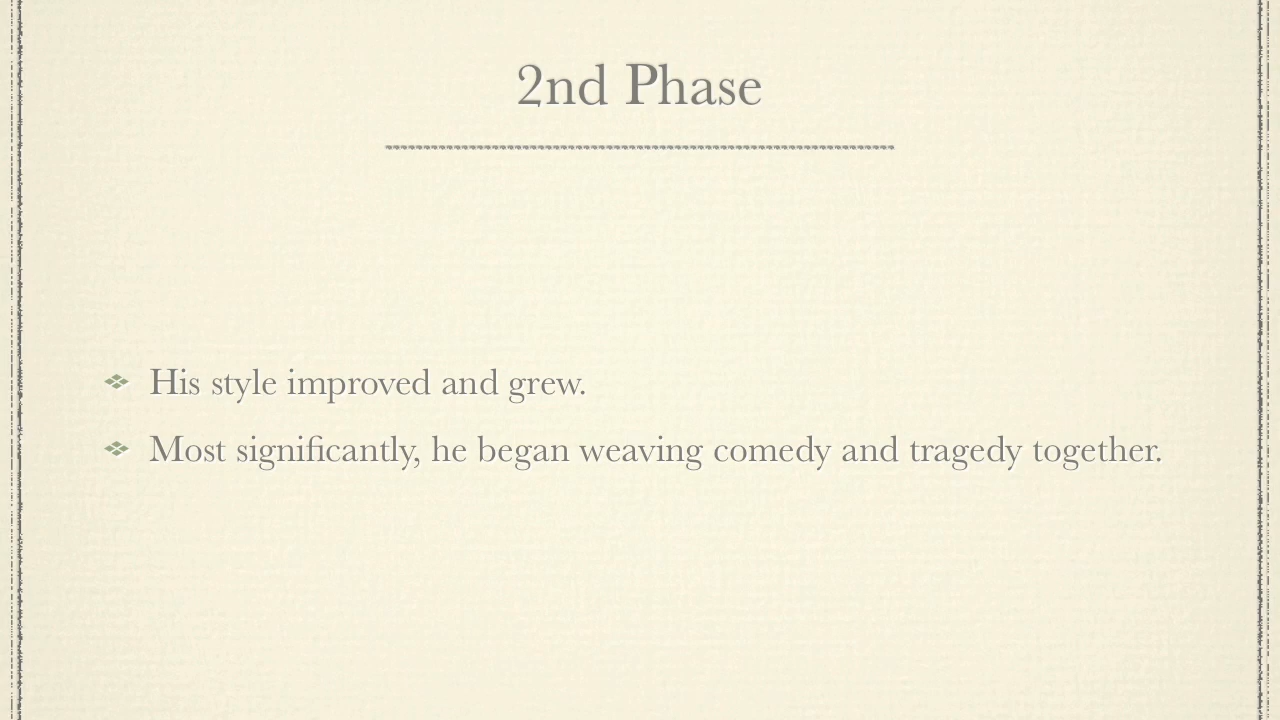 2nd Phase
His style improved and grew.
Most significantly, he began weaving comedy and tragedy together.